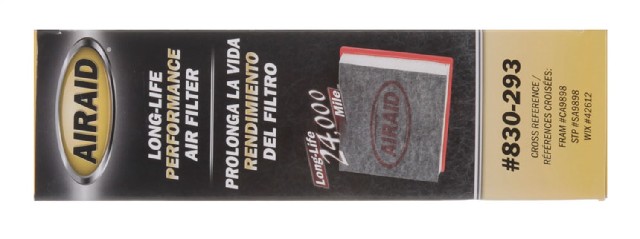 AIRAID
LONG-LIFE
PERFORMANCE
AIR FILTER
PROLONGA LA VIDA
RENDIMIENTO
DEL FILTRO
Long-Life
24,000
Mile
AIRAID
#830-293
CROSS REFERENCE /
RÉFÉRENCES CROISÉES:
FRAM #CA9898
STP #SA9898
WIX #42612